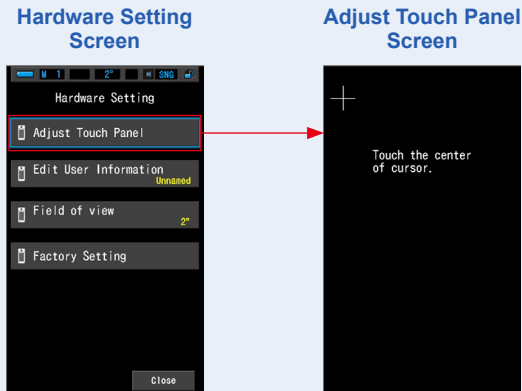 Hardware Setting
Screen
M 1 2° SNG
Hardware Setting
Adjust Touch Panel
Edit User Information
Unnamed
Field of view
2°
Factory Setting
Close
Adjust Touch Panel
Screen
Touch the center
of cursor.